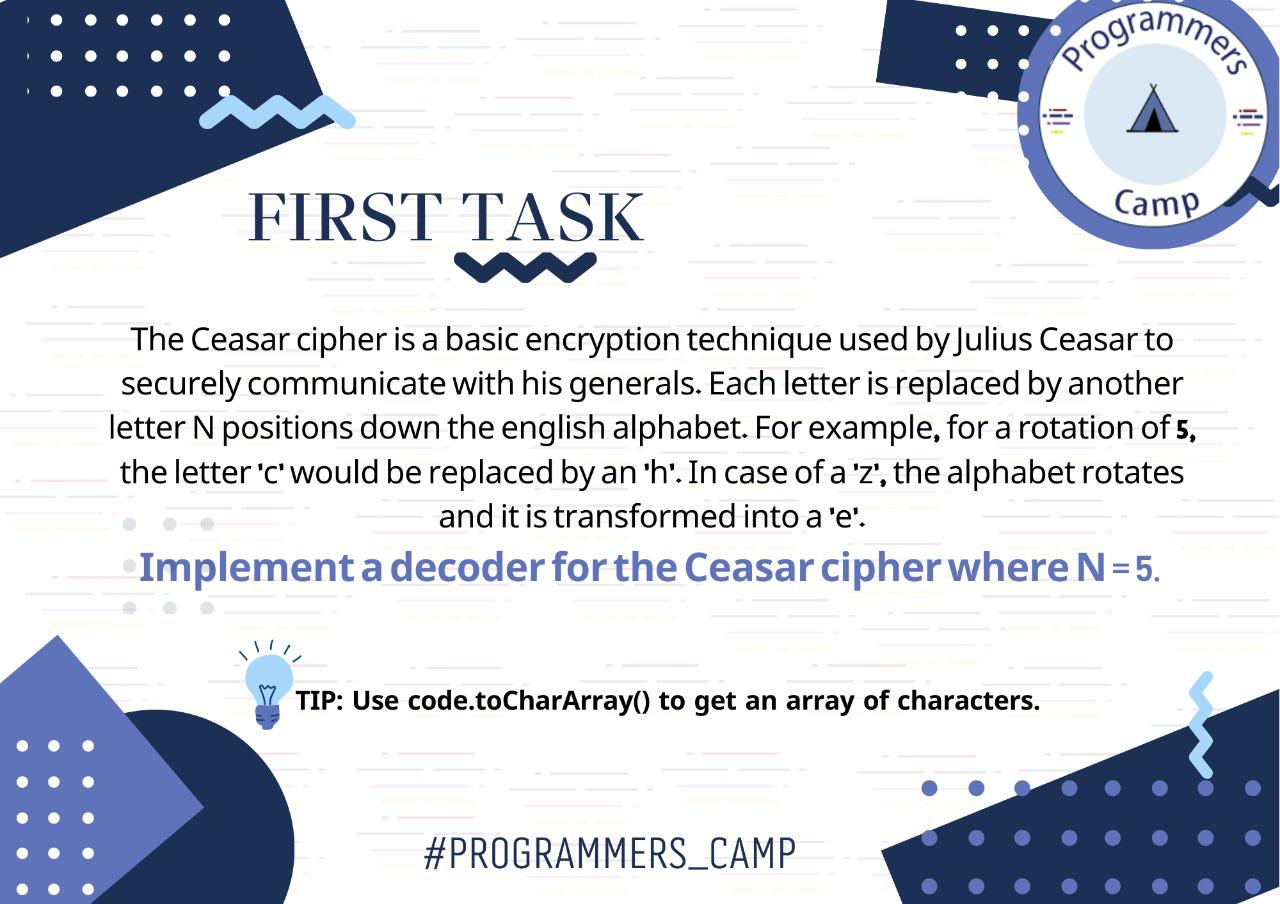 Programmers
Camp
FIRST TASK
The Ceasar cipher is a basic encryption technique used by Julius Ceasar to
securely communicate with his generals. Each letter is replaced by another
letter N positions down the english alphabet. For example, for a rotation of 5,
the letter 'c' would be replaced by an 'h'. In case of a 'z', the alphabet rotates
and it is transformed into a 'e'.
Implement a decoder for the Ceasar cipher where N = 5.
TIP: Use code.toCharArray() to get an array of characters.
#PROGRAMMERS_CAMP